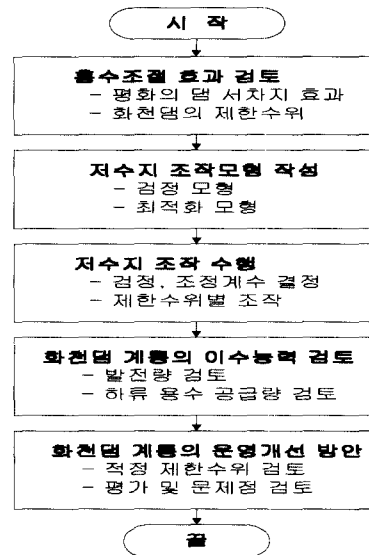 시 작
홍수조절 효과 검토
- 평화의 댐 서차지 효과
- 화천댐의 제한수위
저수지 조작모형 작성
- 검정 모형
- 최적화 모형
저수지 조작 수행
- 검정, 조정계수 결정
- 제한수위별 조작
화천댐 계통의 이수능력 검토
- 발전량 검토
- 하류 용수 공급량 검토
화천댐 계통의 운영개선 방안
- 적정 제한수위 검토
- 평가 및 문제점 검토
끝